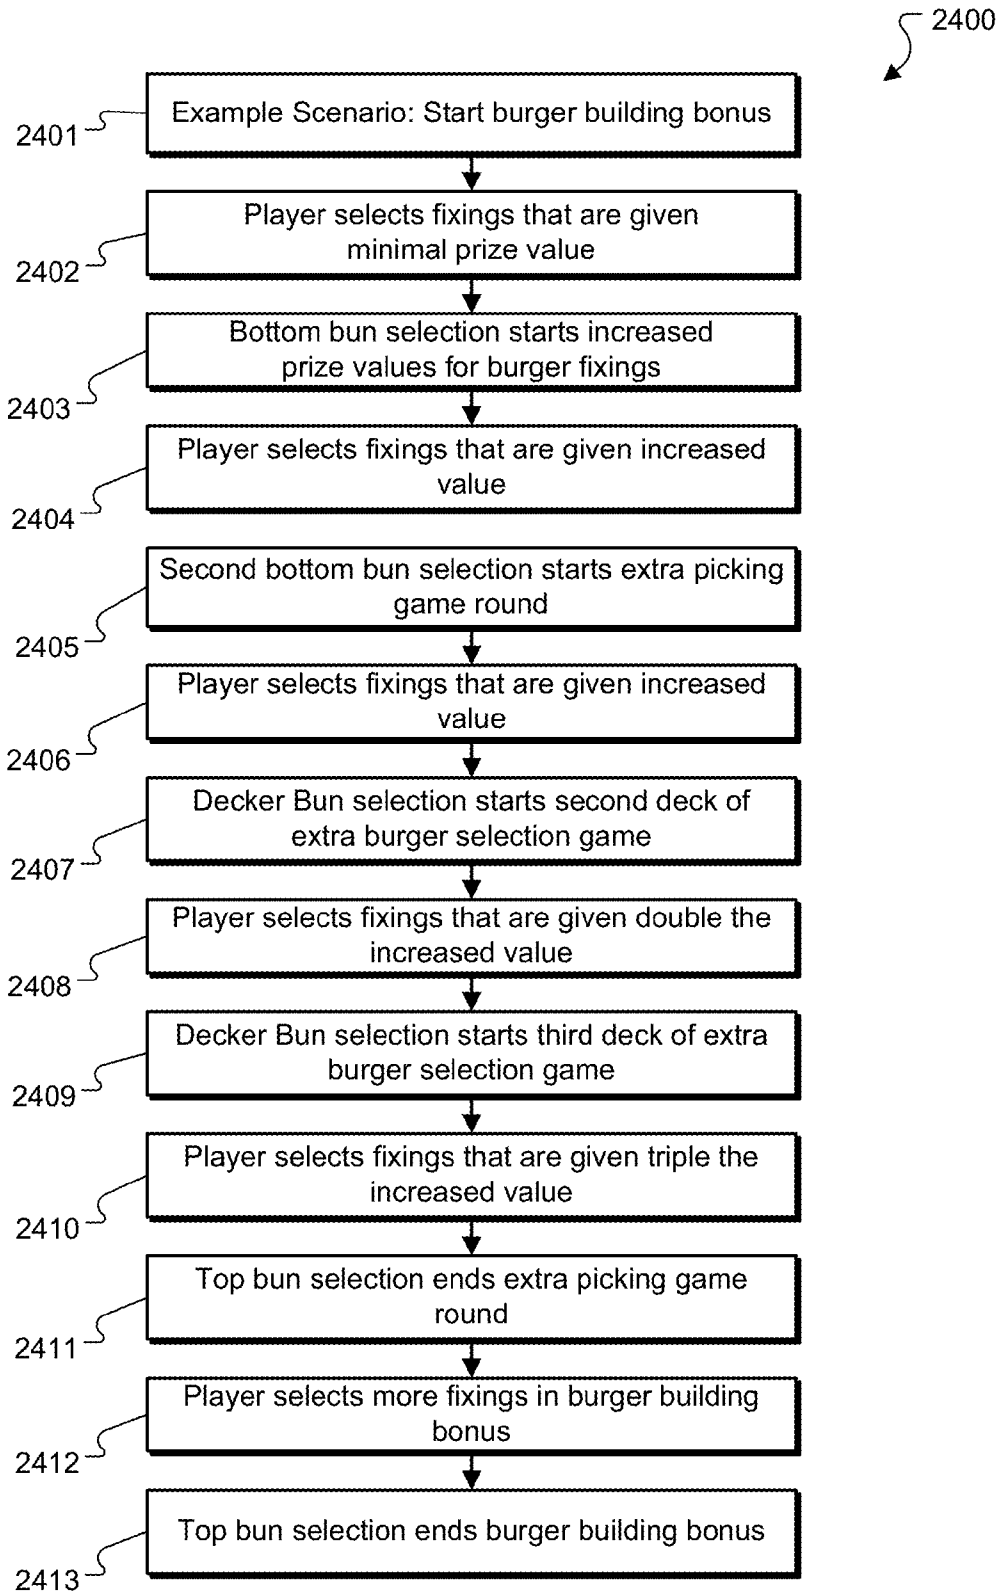 2400
2401
Example Scenario: Start burger building bonus
2402
Player selects fixings that are given
minimal prize value
2403
Bottom bun selection starts increased
prize values for burger fixings
2404
Player selects fixings that are given increased
value
2405
Second bottom bun selection starts extra picking
game round
2406
Player selects fixings that are given increased
value
2407
Decker Bun selection starts second deck of
extra burger selection game
2408
Player selects fixings that are given double the
increased value
2409
Decker Bun selection starts third deck of extra
burger selection game
2410
Player selects fixings that are given triple the
increased value
2411
Top bun selection ends extra picking game
round
2412
Player selects more fixings in burger building
bonus
2413
Top bun selection ends burger building bonus